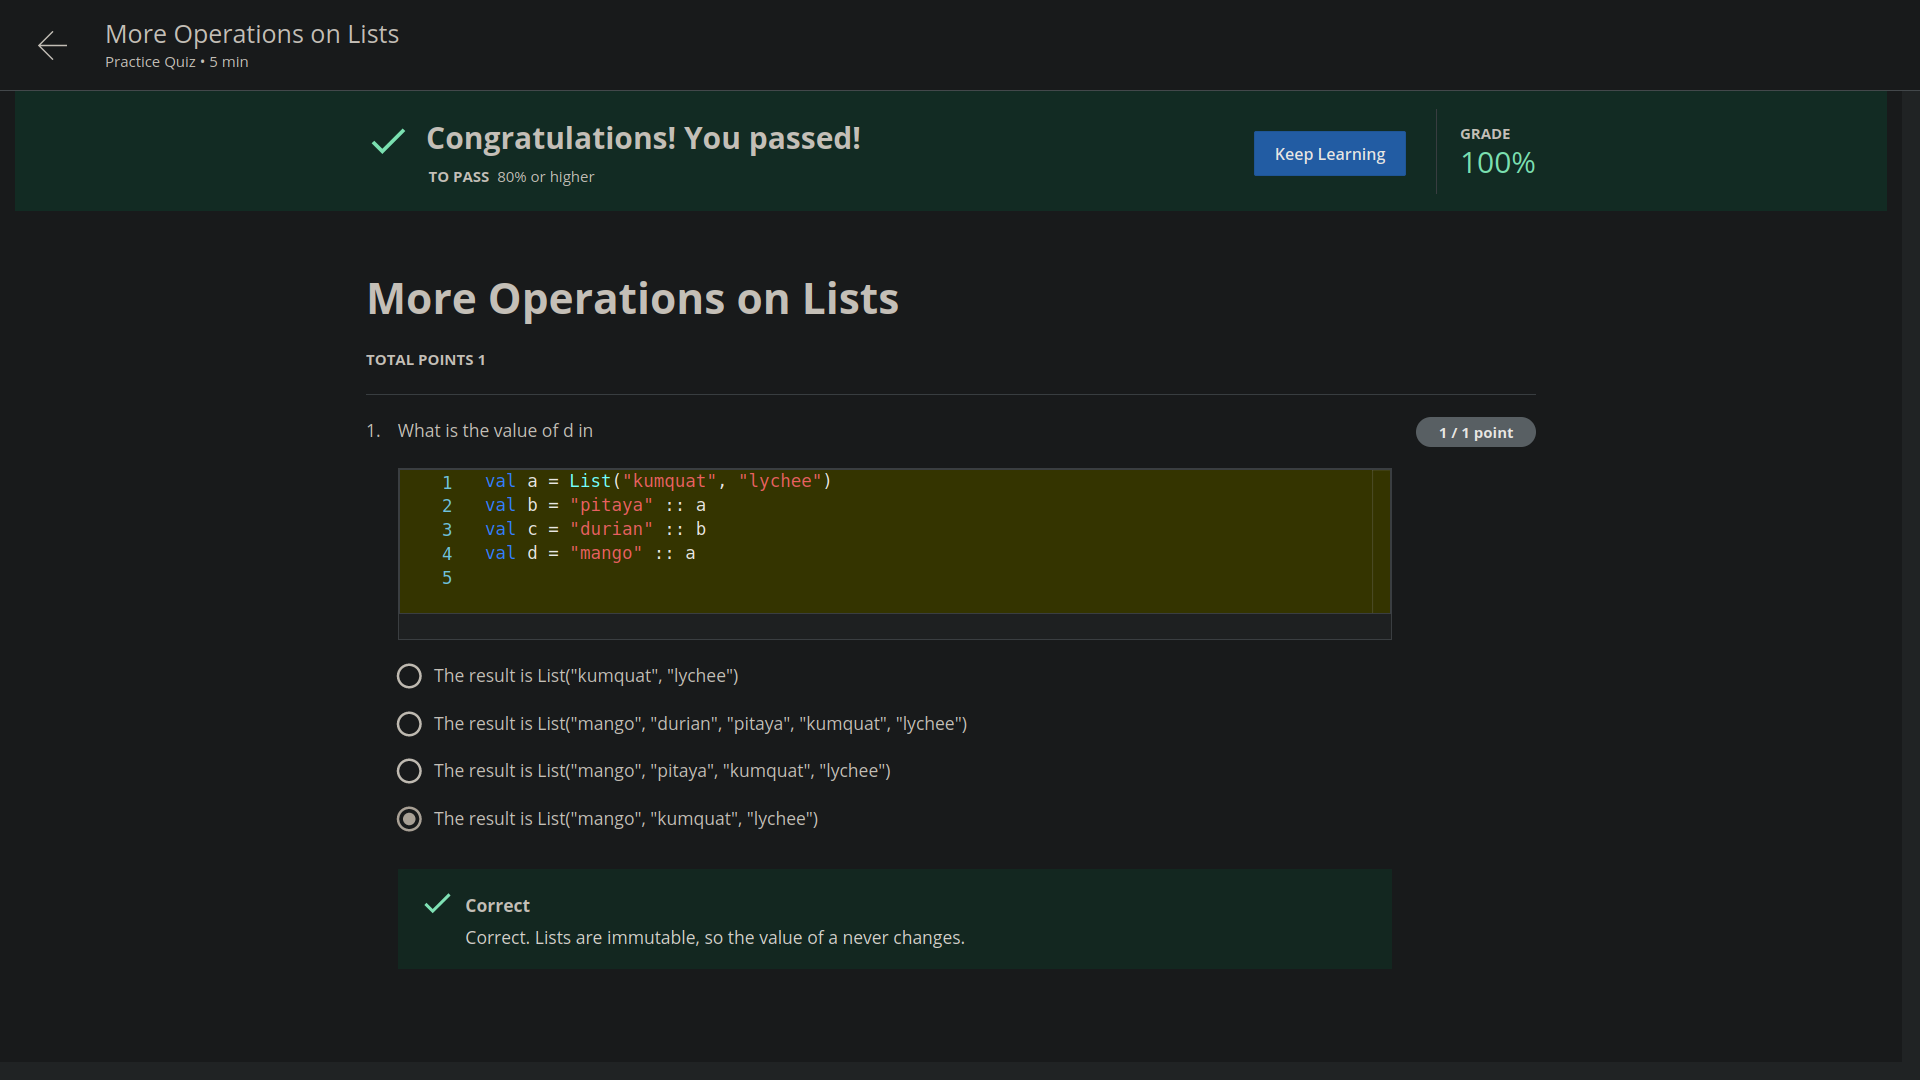 More Operations on Lists
Practice Quiz • 5 min
Congratulations! You passed!
TO PASS 80% or higher
Keep Learning
GRADE
100%
More Operations on Lists
TOTAL POINTS 1
1. What is the value of d in
1 / 1 point
1 val a = List("kumquat", "lychee")
2 val b = "pitaya" :: a
3 val c = "durian" :: b
4 val d = "mango" :: a
5
The result is List("kumquat", "lychee")
The result is List("mango", "durian", "pitaya", "kumquat", "lychee")
The result is List("mango", "pitaya", "kumquat", "lychee")
The result is List("mango", "kumquat", "lychee")
Correct
Correct. Lists are immutable, so the value of a never changes.